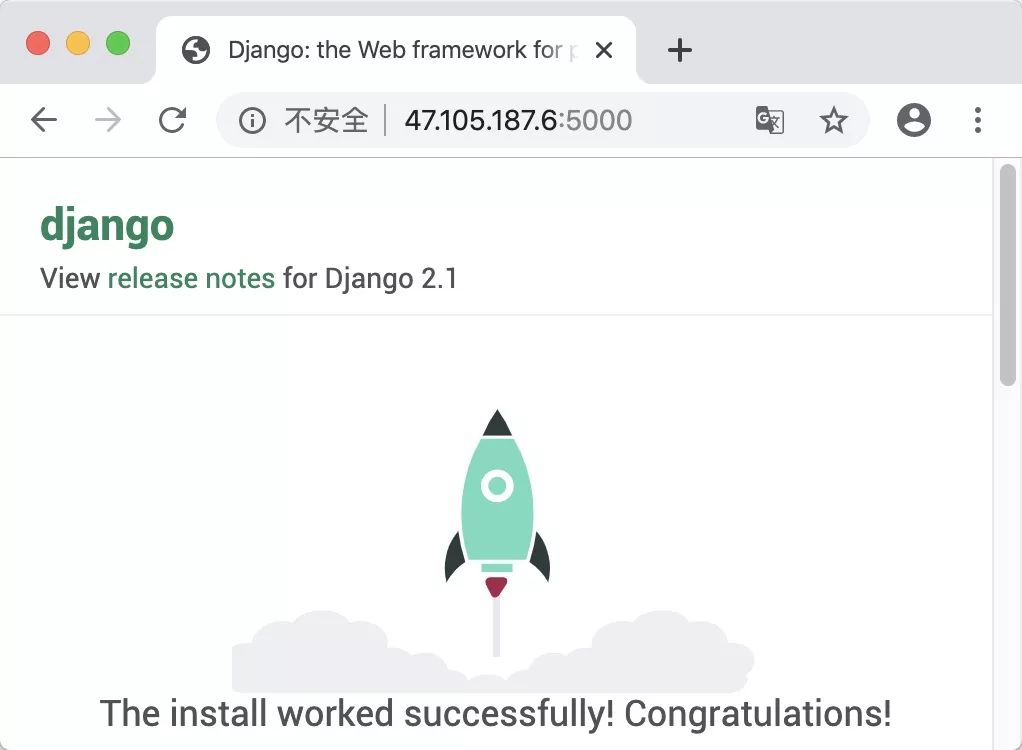 Django: the Web framework for p
不安全 47.105.187.6:5000
django
View release notes for Django 2.1
The install worked successfully! Congratulations!